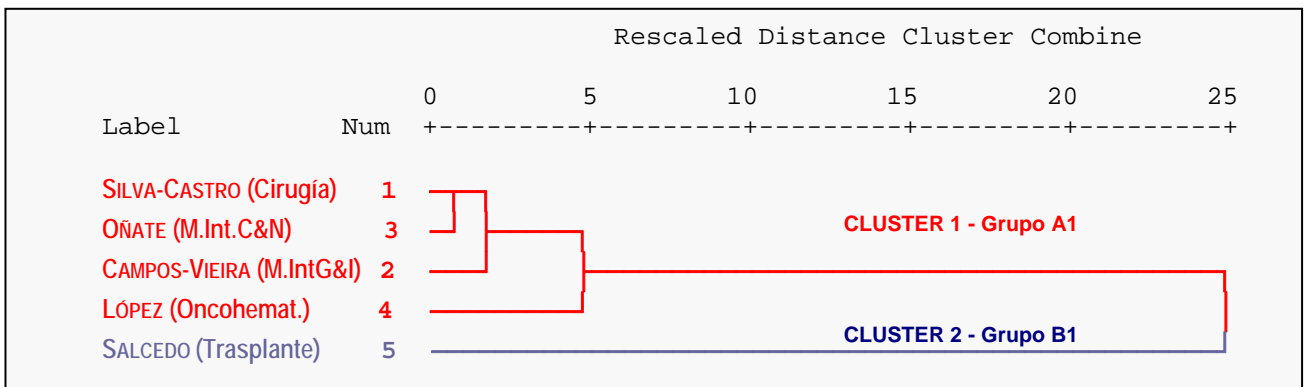 Rescaled Distance Cluster Combine
0 5 10 15 20 25
Label Num +---------+---------+---------+---------+---------+
SILVA-CASTRO (Cirugía) 1
OÑATE (M.Int.C&N) 3 CLUSTER 1 - Grupo A1
CAMPOS-VIEIRA (M.IntG&I) 2
LÓPEZ (Oncohemat.) 4
SALCEDO (Trasplante) 5 CLUSTER 2 - Grupo B1